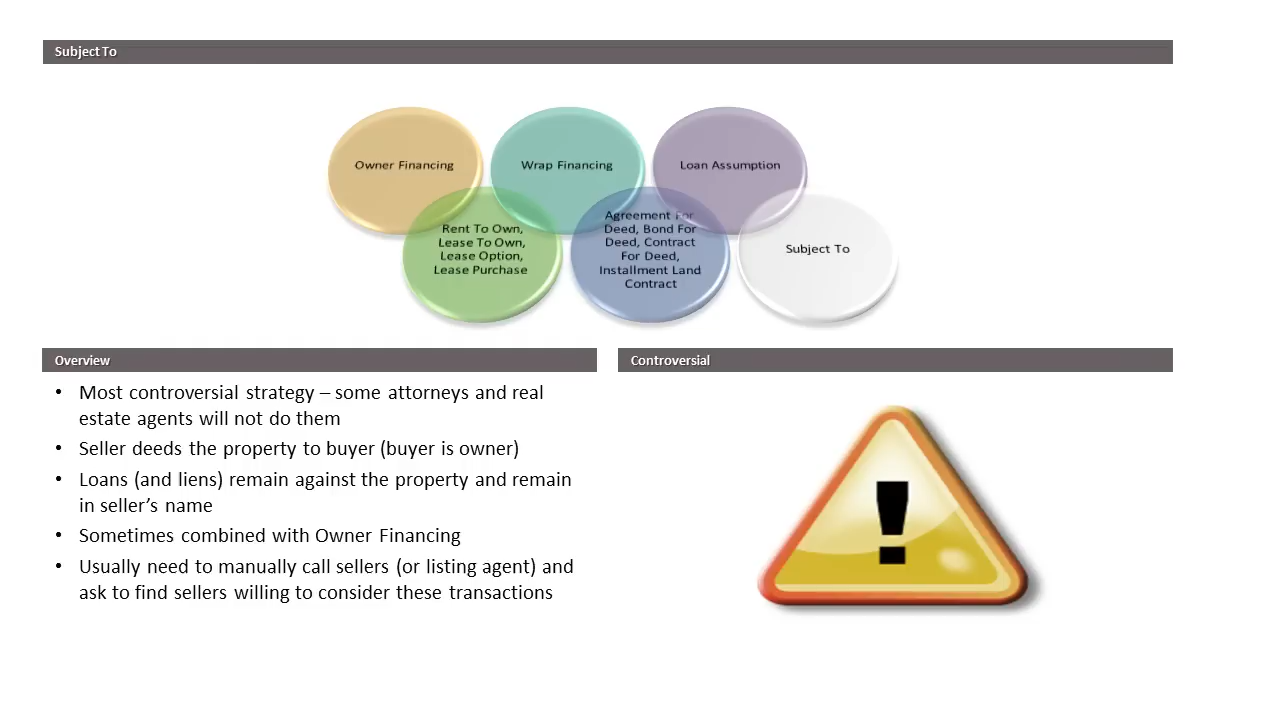 Subject To
Owner Financing
Wrap Financing
Loan Assumption
Rent To Own,
Lease To Own,
Lease Option,
Lease Purchase
Agreement For
Deed, Bond For
Deed, Contract
For Deed,
Installment Land
Contract
Subject To
Overview
• Most controversial strategy – some attorneys and real
estate agents will not do them
• Seller deeds the property to buyer (buyer is owner)
• Loans (and liens) remain against the property and remain
in seller’s name
• Sometimes combined with Owner Financing
• Usually need to manually call sellers (or listing agent) and
ask to find sellers willing to consider these transactions
Controversial
!